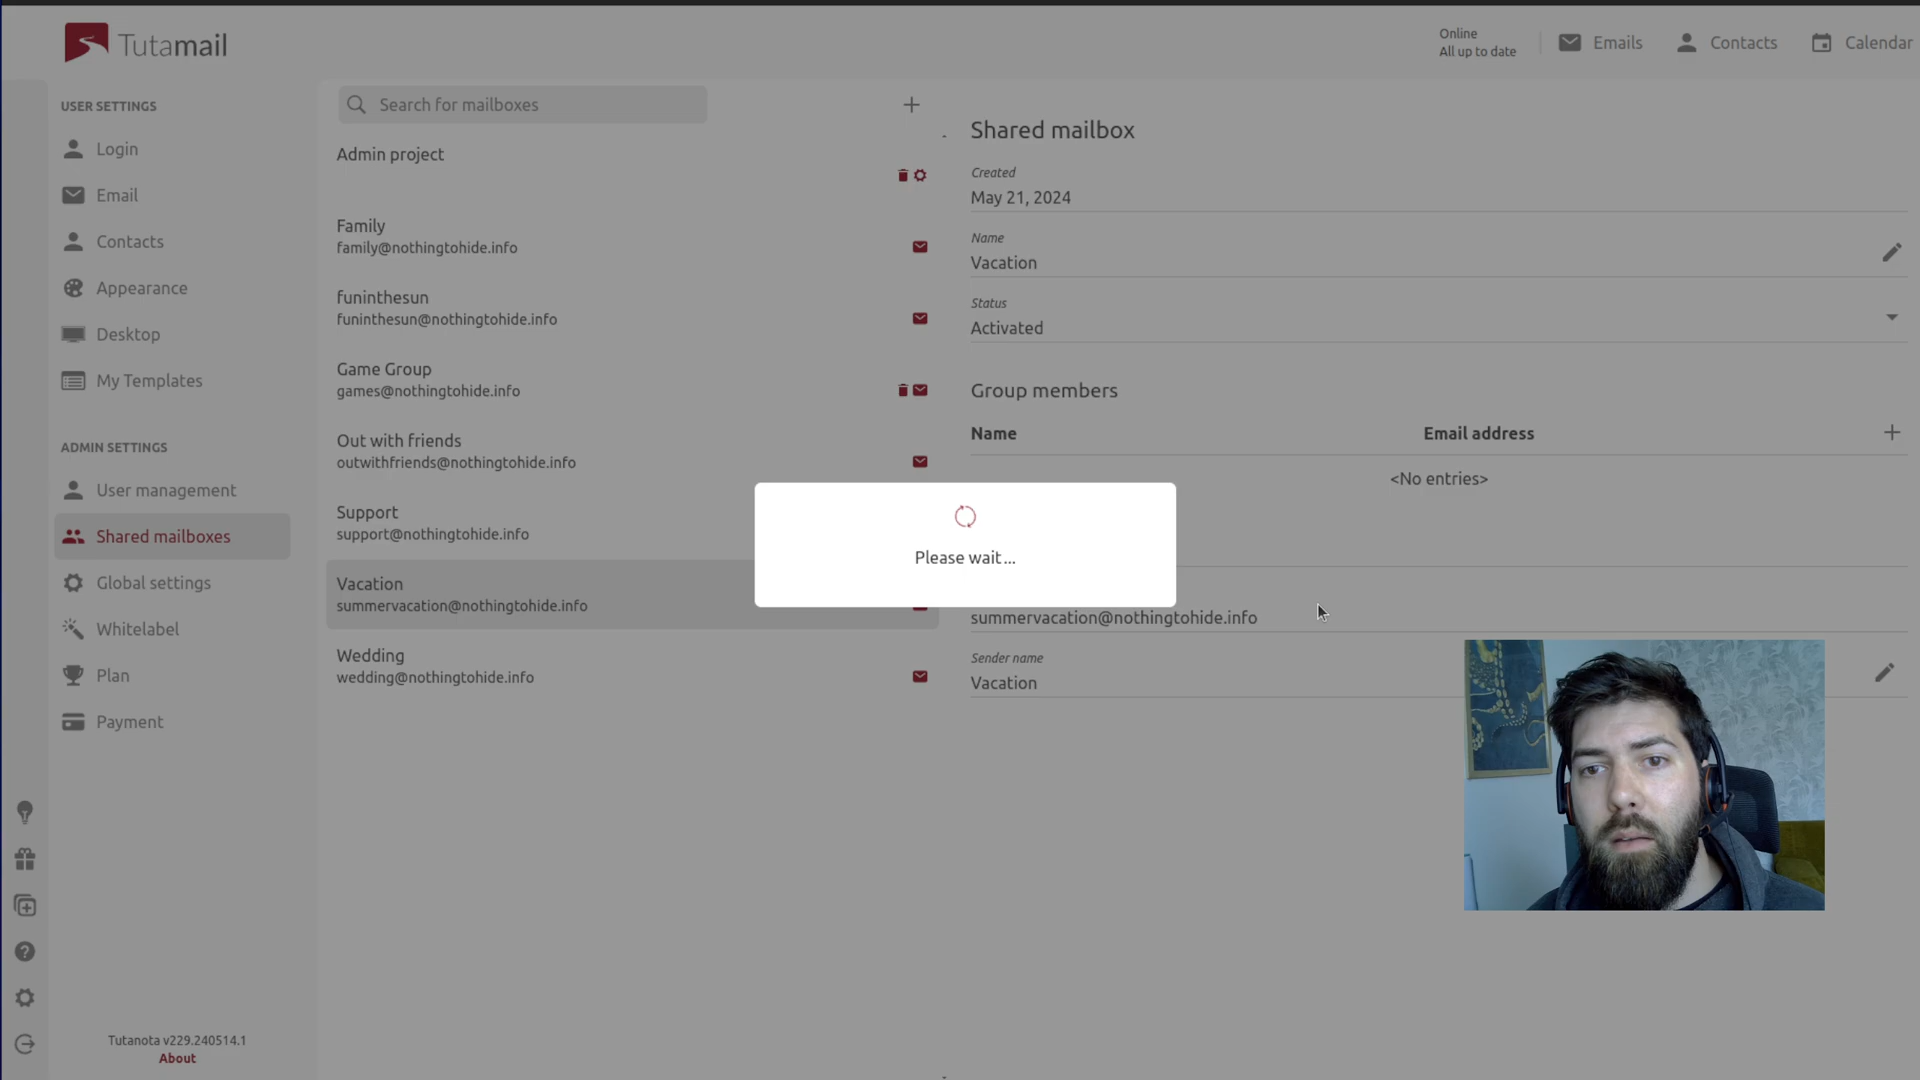 Tutamail
Online
All up to date
Emails
Contacts
Calendar
USER SETTINGS
Login
Email
Contacts
Appearance
Desktop
My Templates
ADMIN SETTINGS
User management
Shared mailboxes
Global settings
Whitelabel
Plan
Payment
Tutanota v229.240514.1
About
Search for mailboxes
Admin project
Family
family@nothingtohide.info
funinthesun
funinthesun@nothingtohide.info
Game Group
games@nothingtohide.info
Out with friends
outwithfriends@nothingtohide.info
Support
support@nothingtohide.info
Vacation
summervacation@nothingtohide.info
Wedding
wedding@nothingtohide.info
Shared mailbox
Created
May 21, 2024
Name
Vacation
Status
Activated
Group members
Name
Email address
<No entries>
Please wait...
summervacation@nothingtohide.info
Sender name
Vacation